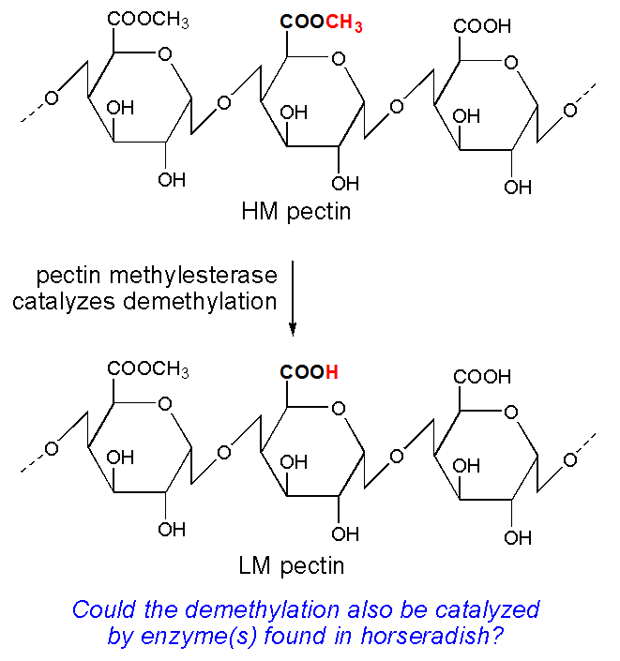 COOCH3 COOCH3 COOH
O O O
O OH O OH O OH O
OH OH OH
HM pectin
pectin methylesterase
catalyzes demethylation
COOCH3 COOH COOH
O O O
O OH O OH O OH O
OH OH OH
LM pectin
Could the demethylation also be catalyzed
by enzyme(s) found in horseradish?